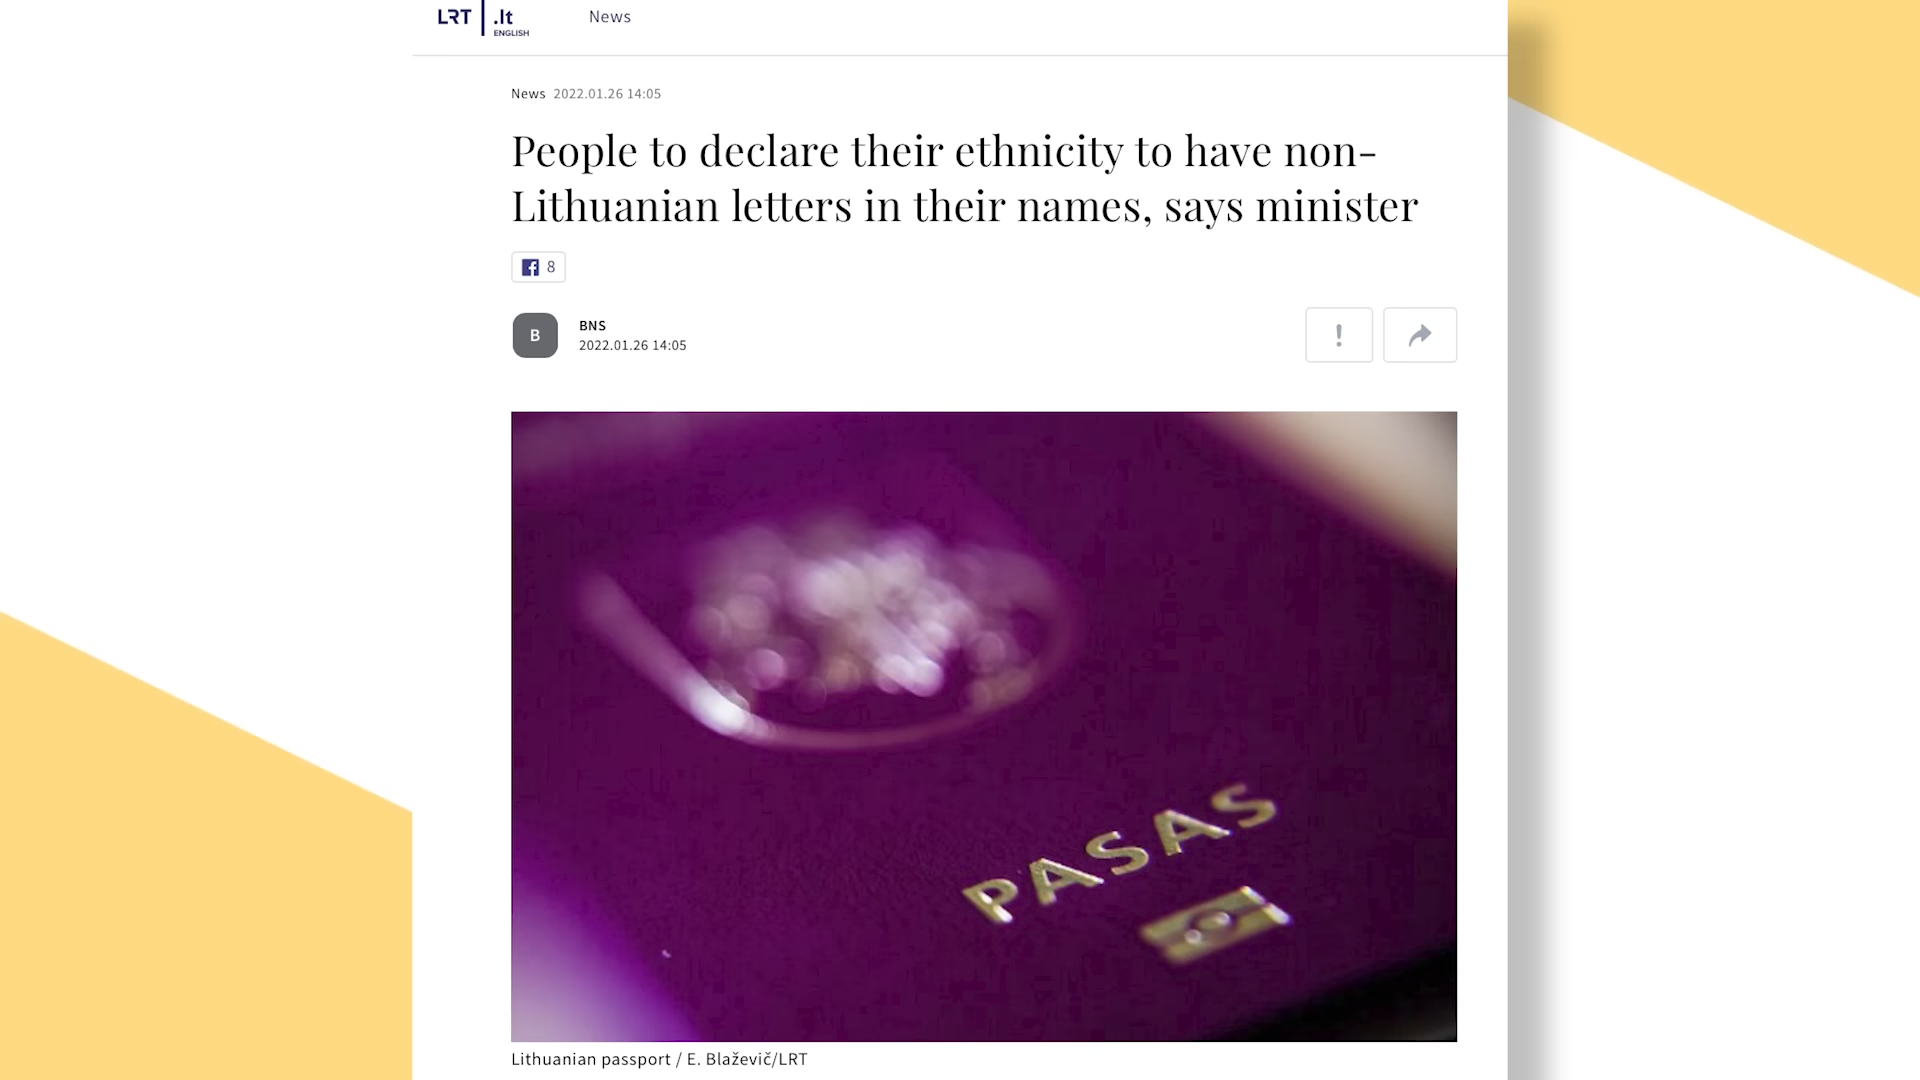 LRT .lt
ENGLISH
News
News 2022.01.26 14:05
People to declare their ethnicity to have non-
Lithuanian letters in their names, says minister
8
B
BNS
2022.01.26 14:05
!
PASAS
Lithuanian passport / E. Blaževič/LRT